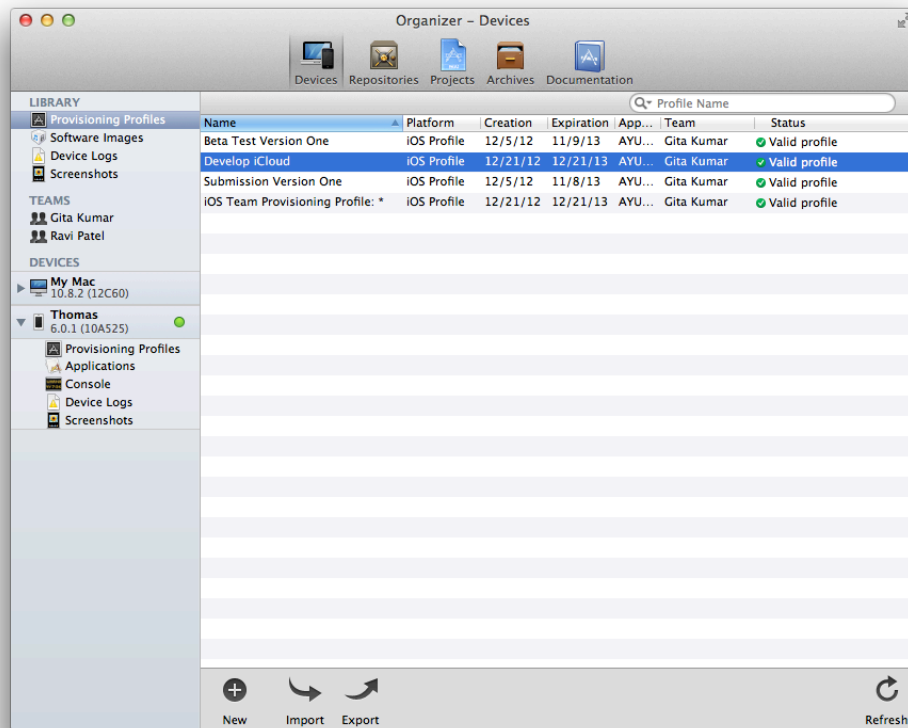 Organizer – Devices
Devices Repositories Projects Archives Documentation
LIBRARY
Provisioning Profiles
Software Images
Device Logs
Screenshots
TEAMS
Gita Kumar
Ravi Patel
DEVICES
My Mac
10.8.2 (12C60)
Thomas
6.0.1 (10A525)
Provisioning Profiles
Applications
Console
Device Logs
Screenshots
Profile Name
Name Platform Creation Expiration App... Team Status
Beta Test Version One iOS Profile 12/5/12 11/9/13 AYU... Gita Kumar Valid profile
Develop iCloud iOS Profile 12/21/12 12/21/13 AYU... Gita Kumar Valid profile
Submission Version One iOS Profile 12/5/12 11/8/13 AYU... Gita Kumar Valid profile
iOS Team Provisioning Profile: * iOS Profile 12/21/12 12/21/13 AYU... Gita Kumar Valid profile
New Import Export Refresh